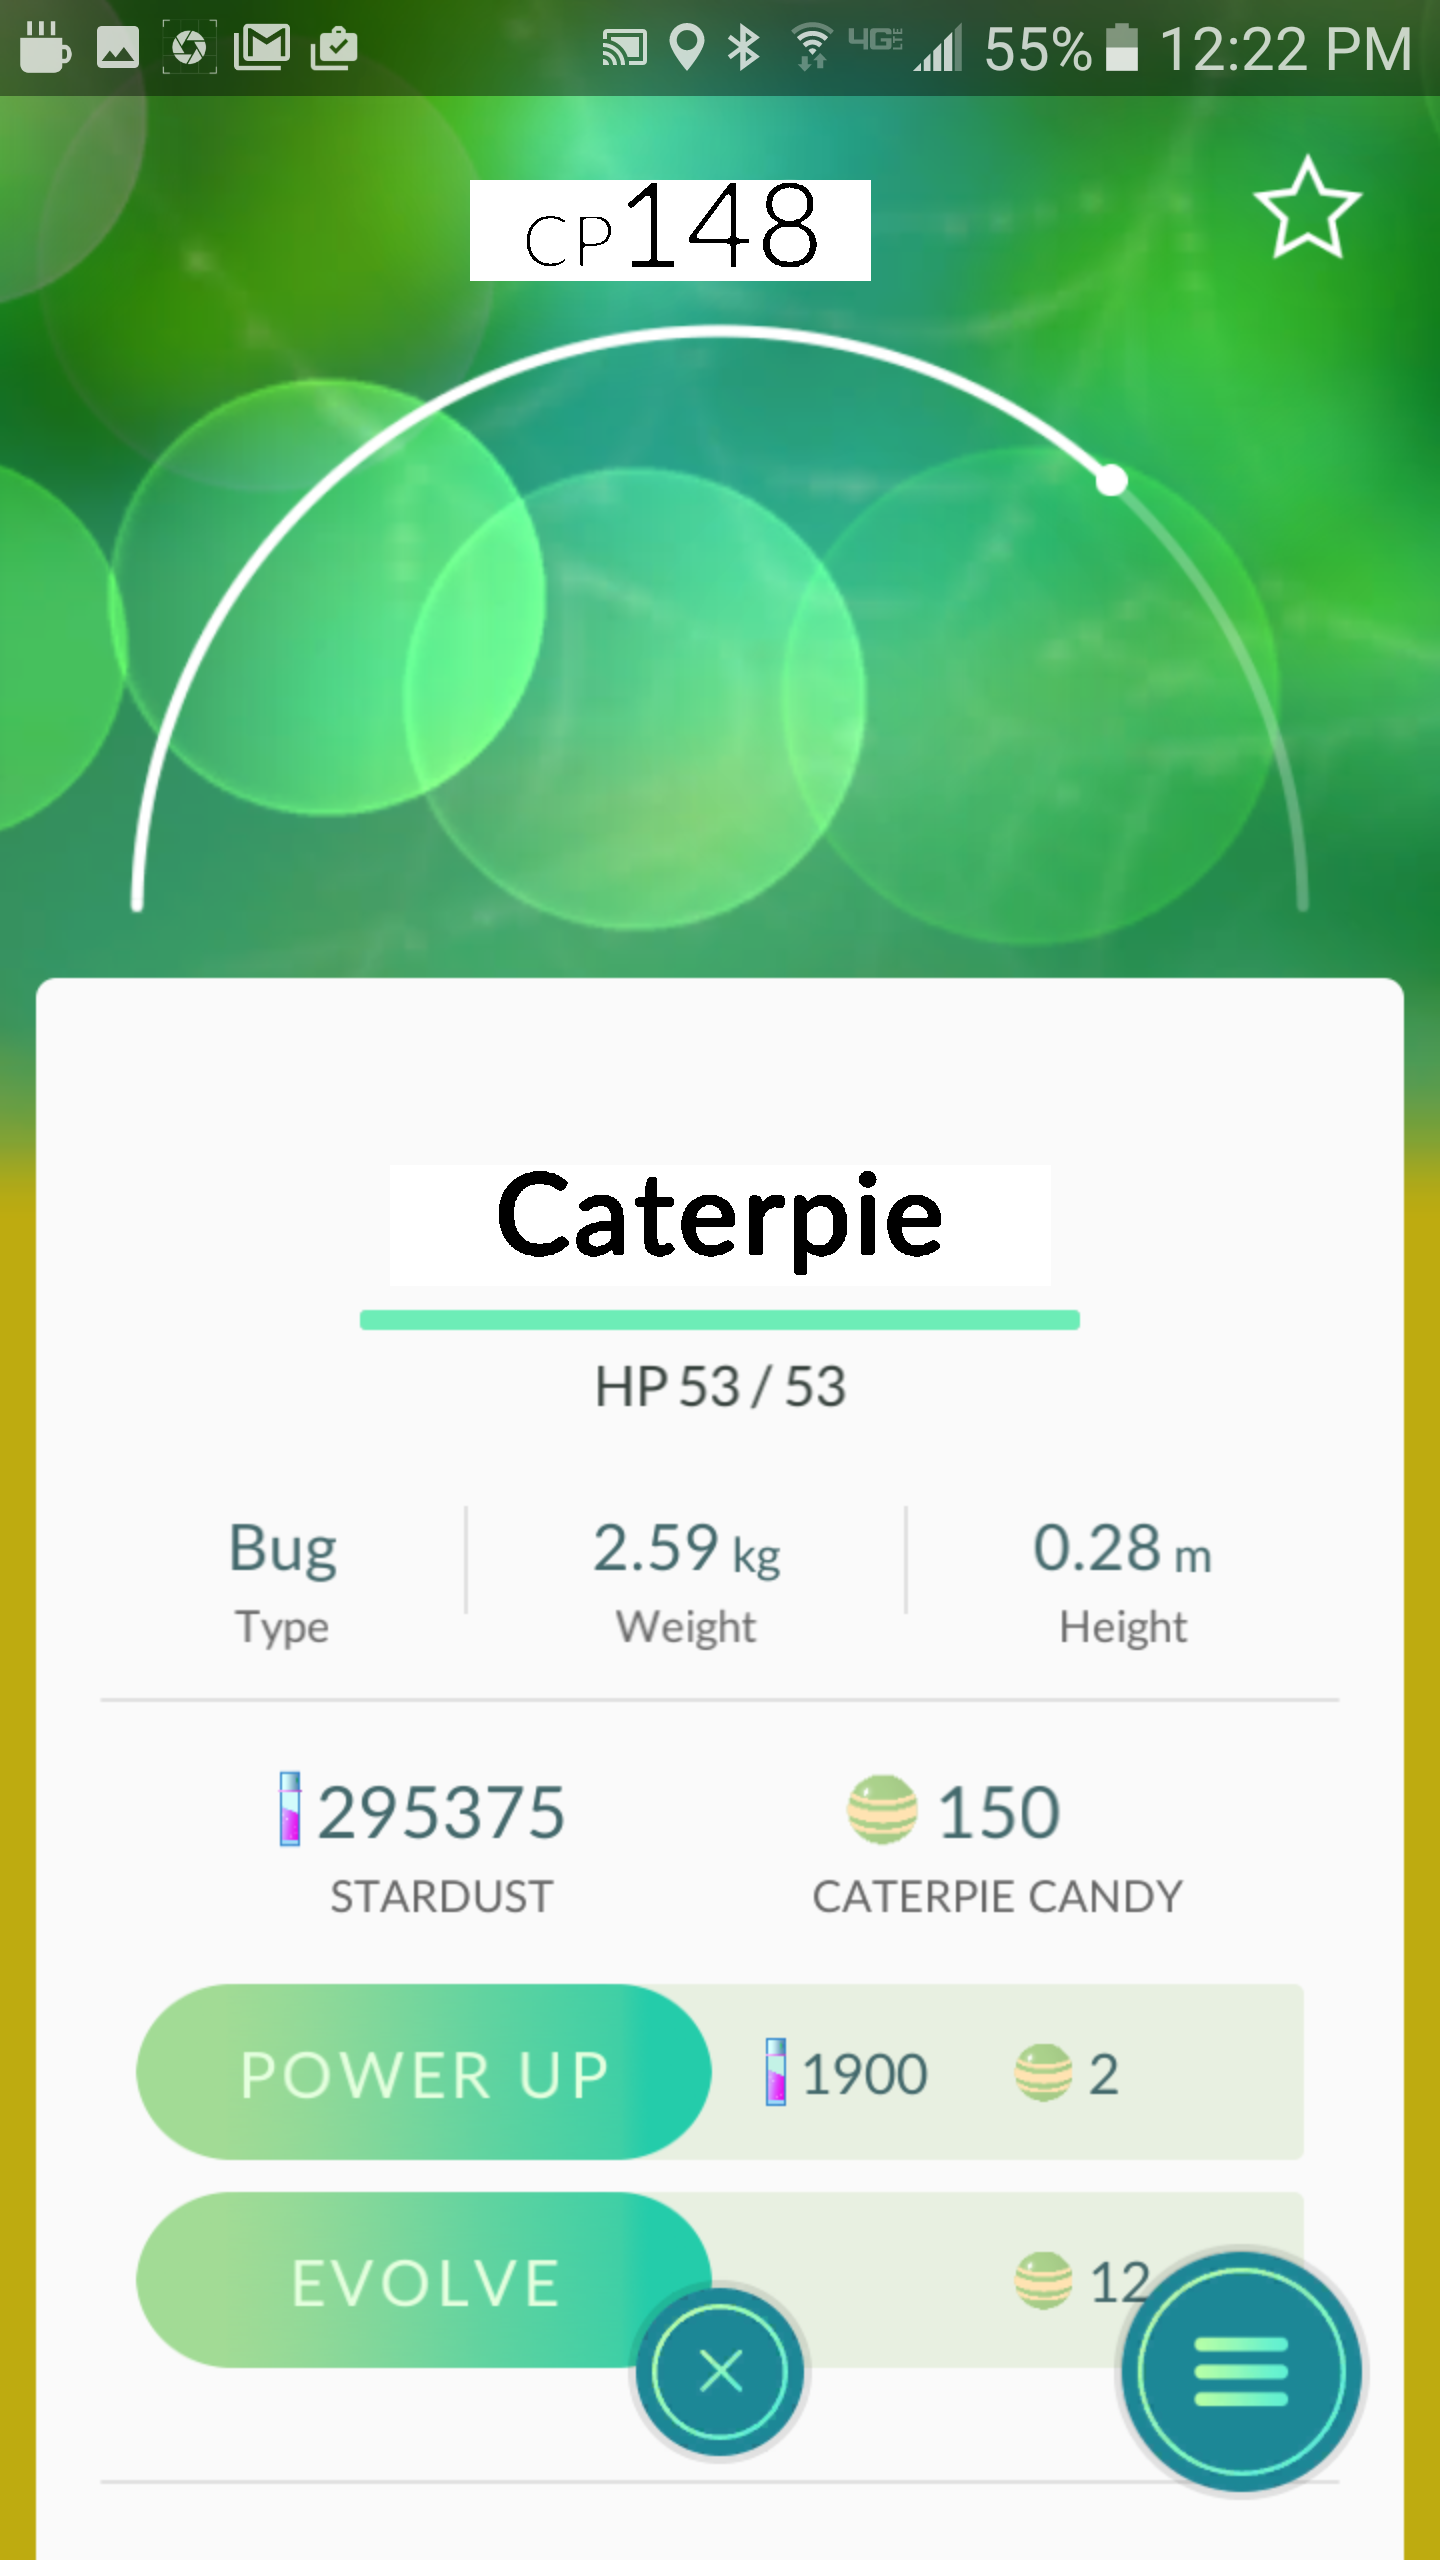 4G LTE 55% 12:22 PM
CP148
Caterpie
HP 53 / 53
Bug 2.59 kg 0.28 m
Type Weight Height
295375 150
STARDUST CATERPIE CANDY
POWER UP 1900 2
EVOLVE 12